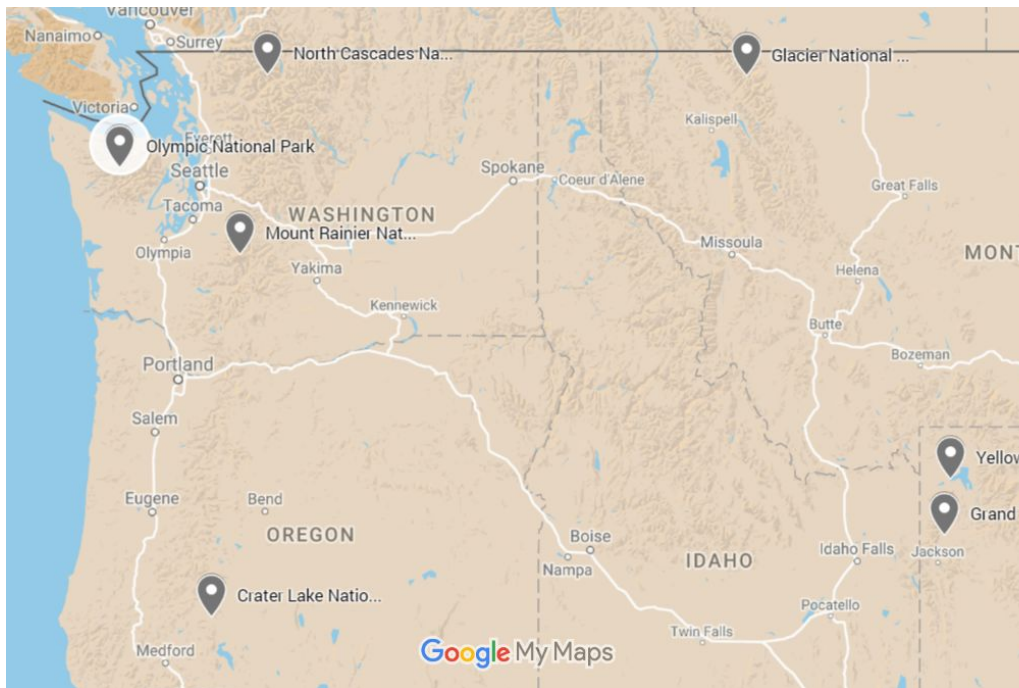 Vancouver
Nanaimo
Surrey
North Cascades Na...
Glacier National ...
Victoria
Kalispell
Everett
Olympic National Park
Seattle
Spokane
Coeur d'Alene
Great Falls
Tacoma
WASHINGTON
Mount Rainier Nat...
Missoula
Olympia
MONT
Yakima
Helena
Kennewick
Butte
Bozeman
Portland
Salem
Yellow
Eugene
Bend
Grand
OREGON
Boise
Idaho Falls
Jackson
Nampa
IDAHO
Crater Lake Natio...
Pocatello
Twin Falls
Medford
Google My Maps